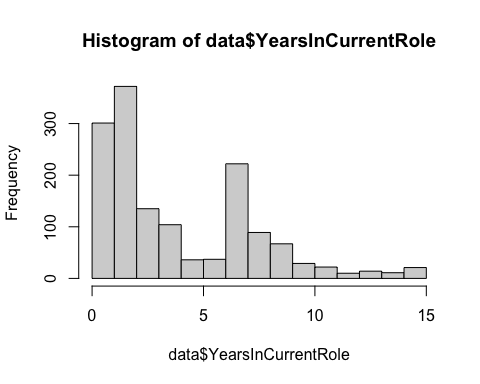 Histogram of data$YearsInCurrentRole
Frequency
0 100 200 300
0 5 10 15
data$YearsInCurrentRole